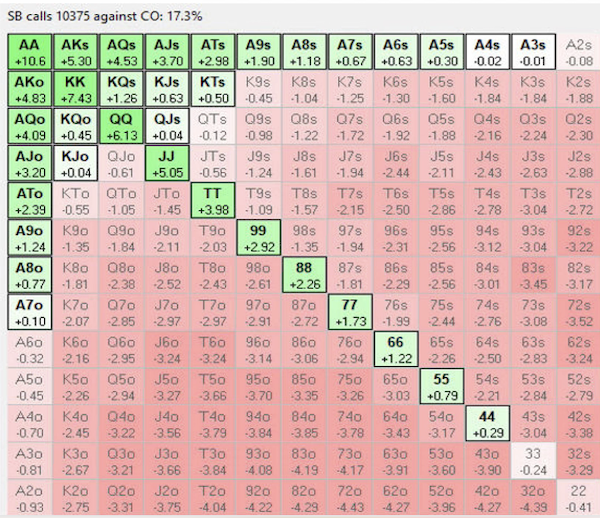 SB calls 10375 against CO: 17.3%
AA AKs AQs AJs ATs A9s A8s A7s A6s A5s A4s A3s A2s
+10.6 +5.30 +4.53 +3.70 +2.98 +1.90 +1.18 +0.67 +0.63 +0.30 -0.02 -0.01 -0.08
AKo KK KQs KJs KTs K9s K8s K7s K6s K5s K4s K3s K2s
+4.83 +7.43 +1.26 +0.63 +0.50 -0.45 -1.04 -1.25 -1.30 -1.60 -1.84 -1.84 -1.88
AQo KQo QQ QJs QTs Q9s Q8s Q7s Q6s Q5s Q4s Q3s Q2s
+4.09 +0.45 +6.13 +0.04 -0.12 -0.98 -1.22 -1.72 -1.92 -1.88 -2.16 -2.24 -2.30
AJo KJo QJo JJ JTs J9s J8s J7s J6s J5s J4s J3s J2s
+3.20 +0.04 -0.61 +5.05 -0.56 -1.24 -1.61 -1.94 -2.44 -2.11 -2.43 -2.63 -2.88
ATo KTo QTo JTo TT T9s T8s T7s T6s T5s T4s T3s T2s
+2.39 -0.55 -1.05 -1.45 +3.98 -1.09 -1.57 -2.15 -2.50 -2.86 -2.78 -3.04 -2.72
A9o K9o Q9o J9o T9o 99 98s 97s 96s 95s 94s 93s 92s
+1.24 -1.35 -1.84 -2.11 -2.03 +2.92 -1.35 -1.94 -2.31 -2.56 -3.12 -3.04 -3.22
A8o K8o Q8o J8o T8o 98o 88 87s 86s 85s 84s 83s 82s
+0.77 -1.81 -2.38 -2.52 -2.43 -2.61 +2.26 -1.81 -2.29 -2.56 -3.01 -3.45 -3.17
A7o K7o Q7o J7o T7o 97o 87o 77 76s 75s 74s 73s 72s
+0.10 -2.07 -2.85 -2.97 -2.97 -2.91 -2.72 +1.73 -1.99 -2.44 -2.76 -3.08 -3.52
A6o K6o Q6o J6o T6o 96o 86o 76o 66 65s 64s 63s 62s
-0.32 -2.16 -2.95 -3.24 -3.24 -3.14 -3.06 -2.94 +1.22 -2.26 -2.50 -2.83 -3.24
A5o K5o Q5o J5o T5o 95o 85o 75o 65o 55 54s 53s 52s
-0.45 -2.26 -2.94 -3.27 -3.66 -3.70 -3.35 -3.26 -3.03 +0.79 -2.21 -2.84 -2.79
A4o K4o Q4o J4o T4o 94o 84o 74o 64o 54o 44 43s 42s
-0.70 -2.45 -3.22 -3.56 -3.79 -3.84 -3.85 -3.78 -3.43 -3.17 +0.29 -3.04 -3.38
A3o K3o Q3o J3o T3o 93o 83o 73o 63o 53o 43o 33 32s
-0.81 -2.67 -3.21 -3.66 -3.84 -4.08 -4.19 -4.17 -3.91 -3.60 -3.90 -0.24 -3.29
A2o K2o Q2o J2o T2o 92o 82o 72o 62o 52o 42o 32o 22
-0.93 -2.75 -3.31 -3.75 -4.04 -4.22 -4.29 -4.43 -4.27 -3.96 -4.27 -4.39 -0.41